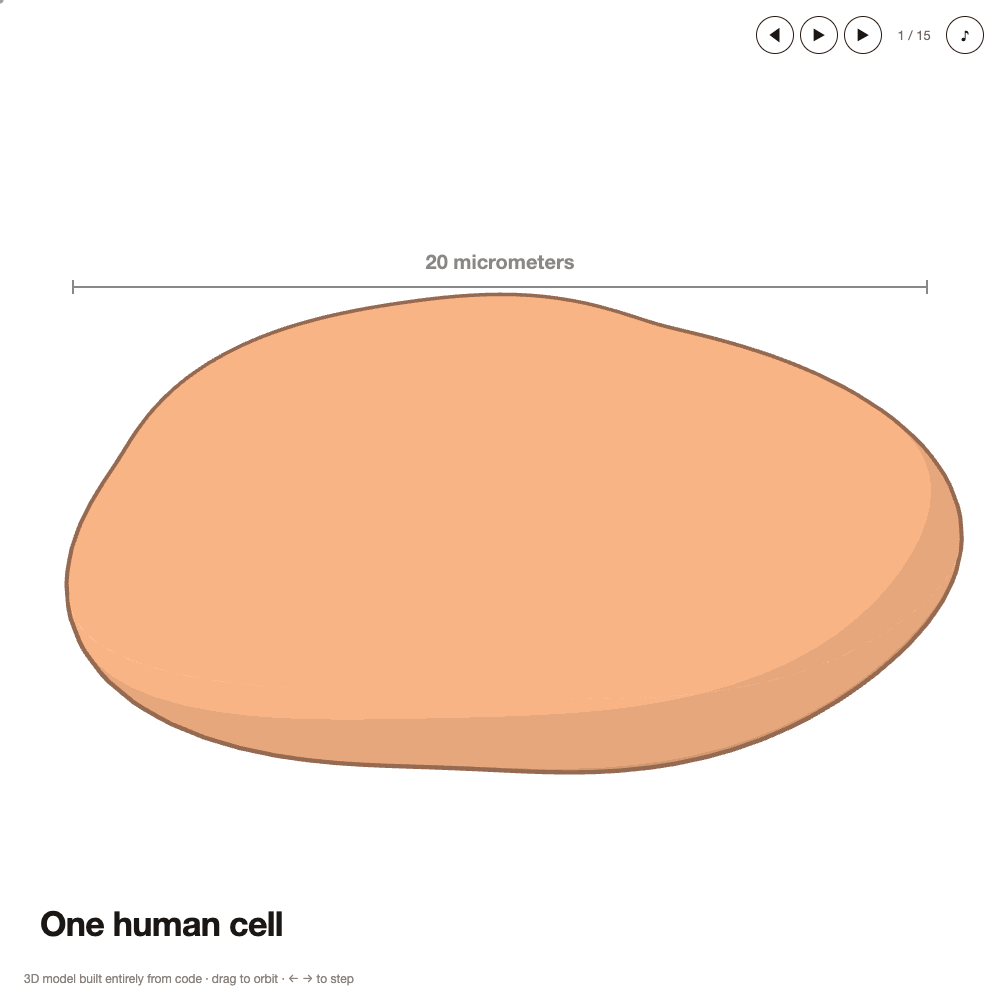 1 / 15
20 micrometers
One human cell
3D model built entirely from code · drag to orbit · ← → to step